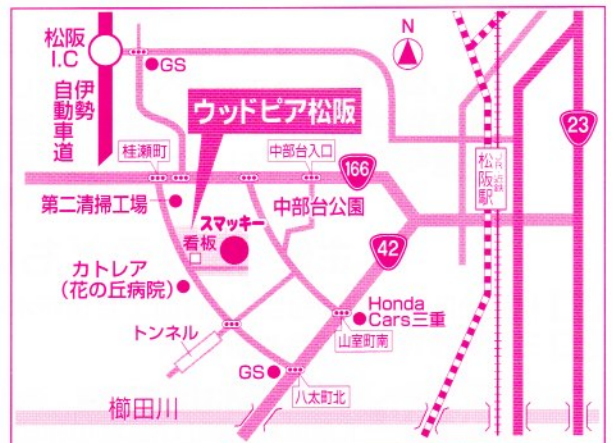 松阪
I.C
GS
伊勢
自動車道
N
ウッドピア松阪
23
桂瀬町
中部台入口
166
JR 近鉄
松阪駅
第二清掃工場
スマッキー
中部台公園
看板
42
カトレア
(花の丘病院)
Honda
Cars三重
トンネル
山室町南
GS
八太町北
櫛田川